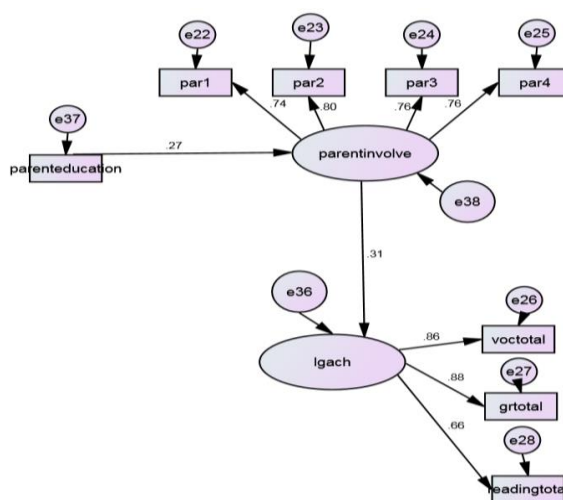 e22
e23
e24
e25
par1
par2
par3
par4
.74
.80
.76
.76
e37
.27
parenteducation
parentinvolve
e38
.31
e36
lgach
e26
.86
voctotal
e27
.88
grtotal
.66
e28
readingtotal